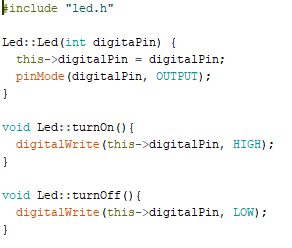 #include "led.h"

Led::Led(int digitaPin) {
  this->digitalPin = digitalPin;
  pinMode(digitalPin, OUTPUT);
}

void Led::turnOn(){
  digitalWrite(this->digitalPin, HIGH);
}

void Led::turnOff(){
  digitalWrite(this->digitalPin, LOW);
}